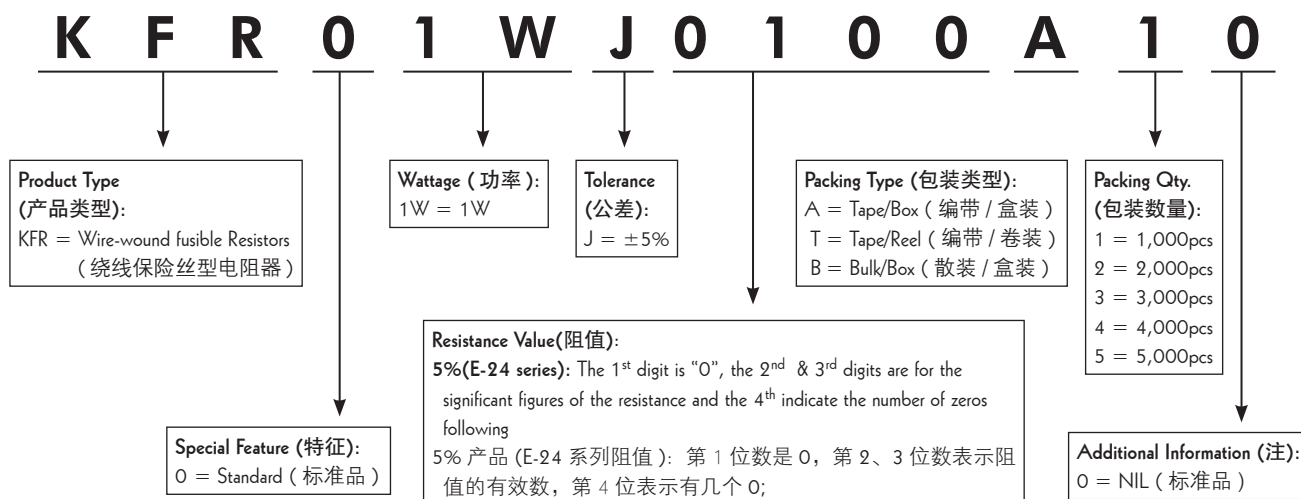 K F R 0 1 W J 0 1 0 0 A 1 0
Product Type
(产品类型):
KFR = Wire-wound fusible Resistors
(绕线保险丝型电阻器)
Wattage (功率):
1W = 1W
Tolerance
(公差):
J = ±5%
Packing Type (包装类型):
A = Tape/Box (编带 / 盒装)
T = Tape/Reel (编带 / 卷装)
B = Bulk/Box (散装 / 盒装)
Packing Qty.
(包装数量):
1 = 1,000pcs
2 = 2,000pcs
3 = 3,000pcs
4 = 4,000pcs
5 = 5,000pcs
Resistance Value(阻值):
5%(E-24 series): The 1st digit is “0”, the 2nd & 3rd digits are for the
significant figures of the resistance and the 4th indicate the number of zeros
following
5% 产品 (E-24 系列阻值): 第 1 位数是 0，第 2、3 位数表示阻
值的有效数，第 4 位表示有几个 0;
Special Feature (特征):
0 = Standard (标准品)
Additional Information (注):
0 = NIL (标准品)